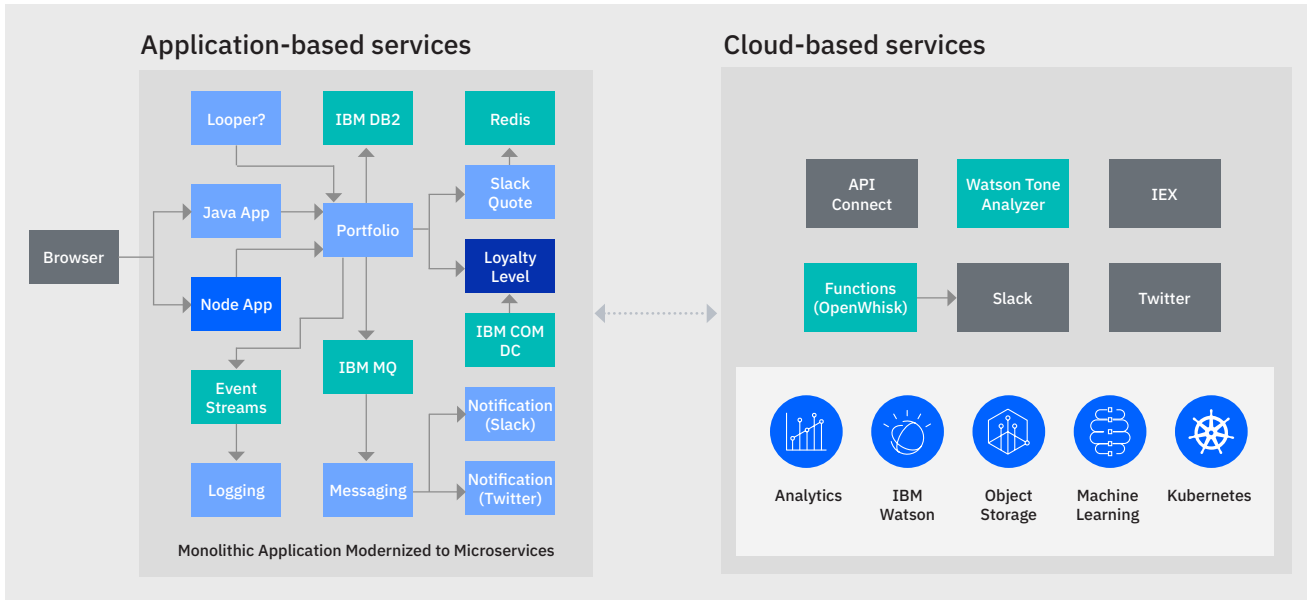 Application-based services
Cloud-based services
Looper?
IBM DB2
Redis
Java App
Portfolio
Slack
Quote
Browser
Node App
Loyalty
Level
IBM COM
DC
IBM MQ
Event
Streams
Notification
(Slack)
Logging
Messaging
Notification
(Twitter)
Monolithic Application Modernized to Microservices
API
Connect
Watson Tone
Analyzer
IEX
Functions
(OpenWhisk)
Slack
Twitter
Analytics
IBM
Watson
Object
Storage
Machine
Learning
Kubernetes